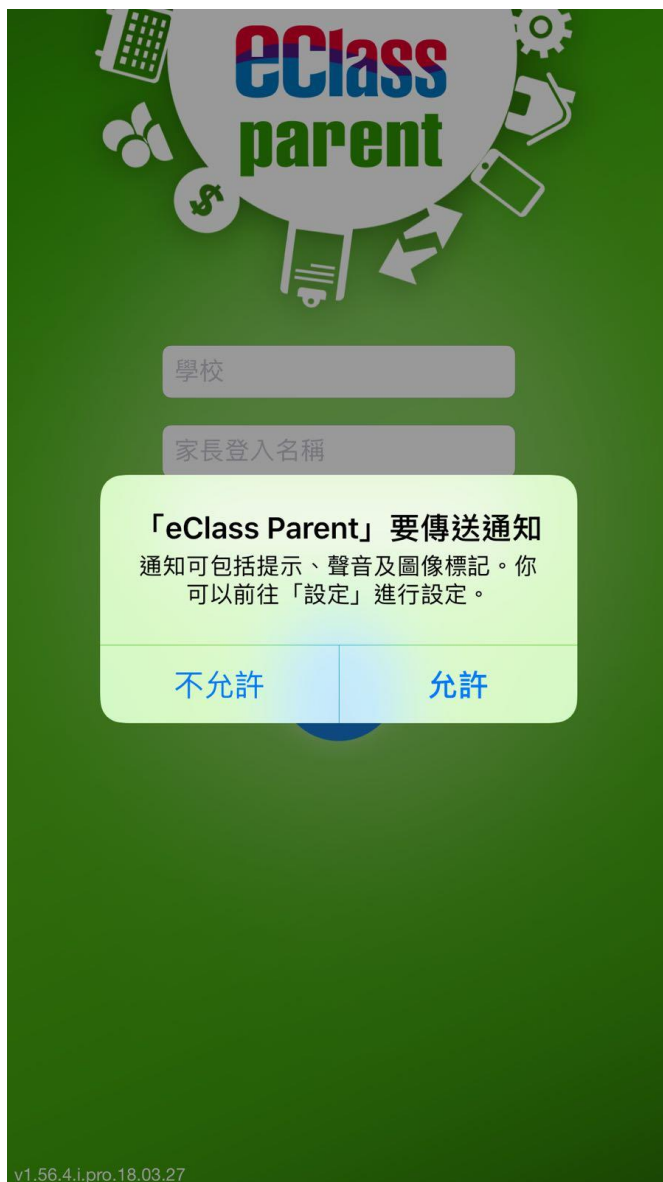 eClass
parent
學校
家長登入名稱
「eClass Parent」要傳送通知
通知可包括提示、聲音及圖像標記。你
可以前往「設定」進行設定。
不允許
允許
v1.56.4.i.pro.18.03.27